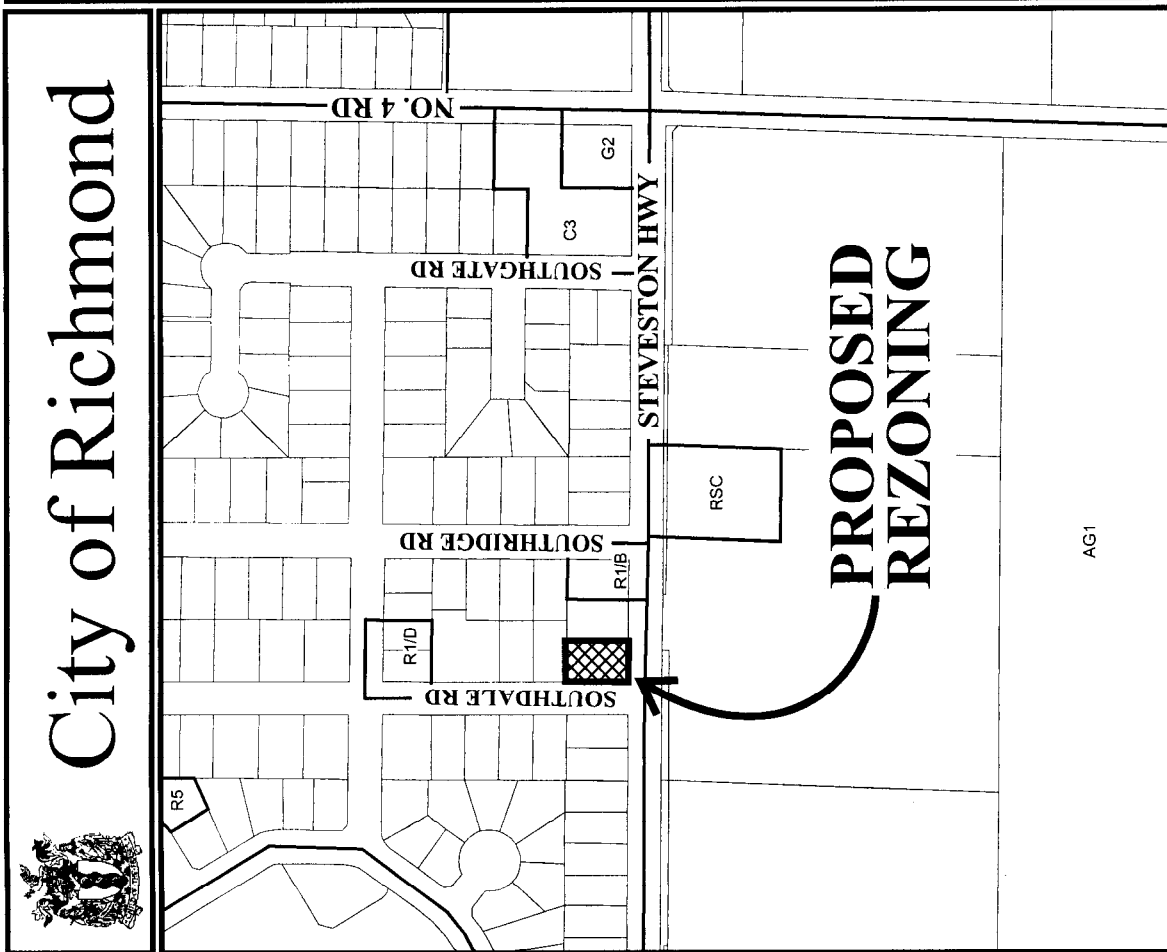 City of Richmond
NO. 4 RD
G2
C3
SOUTHGATE RD
STEVESTON HWY
SOUTHRIDGE RD
RSC
R1/B
R1/D
SOUTHDALE RD
R5
PROPOSED
REZONING
AG1